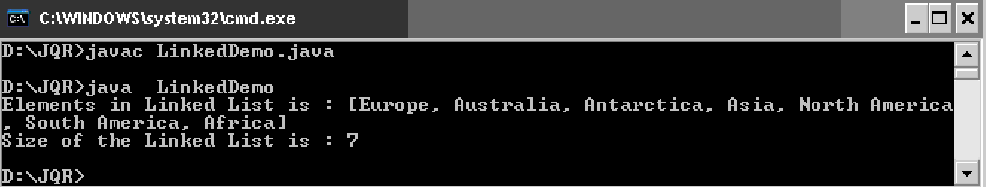 C:\WINDOWS\system32\cmd.exe
D:\JQR>javac LinkedDemo.java
D:\JQR>java  LinkedDemo
Elements in Linked List is : [Europe, Australia, Antarctica, Asia, North America
, South America, Africa]
Size of the Linked List is : 7
D:\JQR>